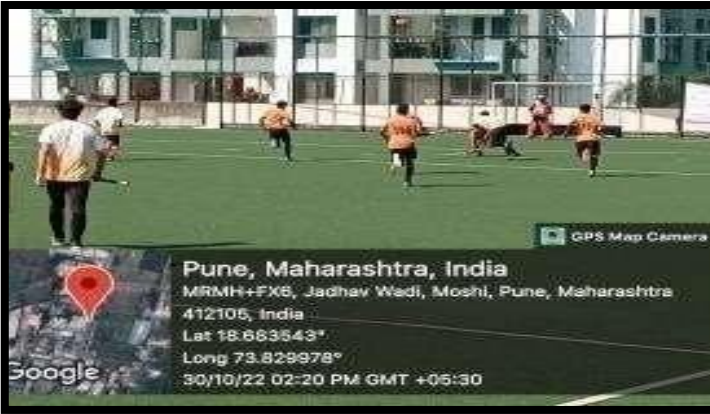 GPS Map Camera
Pune, Maharashtra, India
MRMH+FX6, Jadhav Wadi, Moshi, Pune, Maharashtra
412105, India
Lat 18.683543°
Long 73.829978°
30/10/22 02:20 PM GMT +05:30
Google